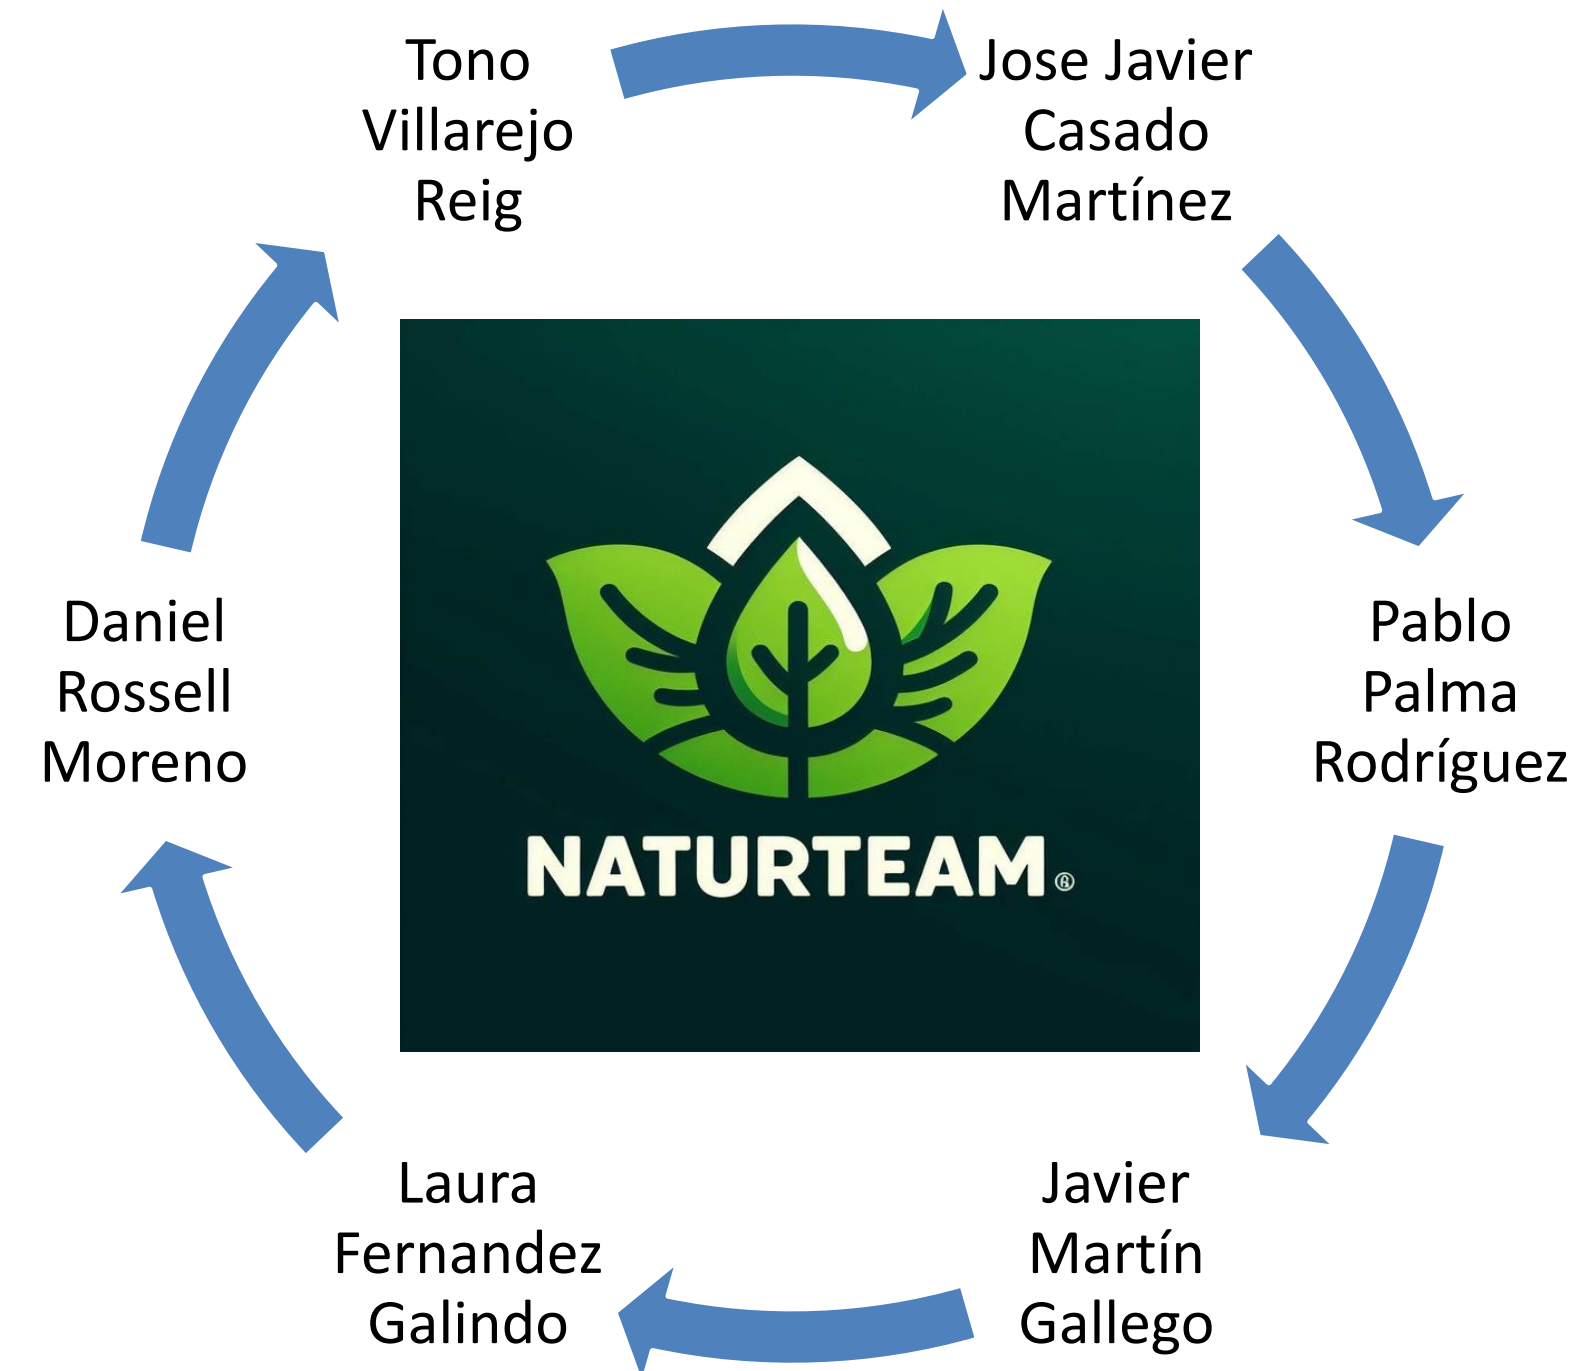 Tono
Villarejo
Reig
Jose Javier
Casado
Martínez
Pablo
Palma
Rodríguez
Javier
Martín
Gallego
Laura
Fernandez
Galindo
Daniel
Rossell
Moreno
NATURTEAM®